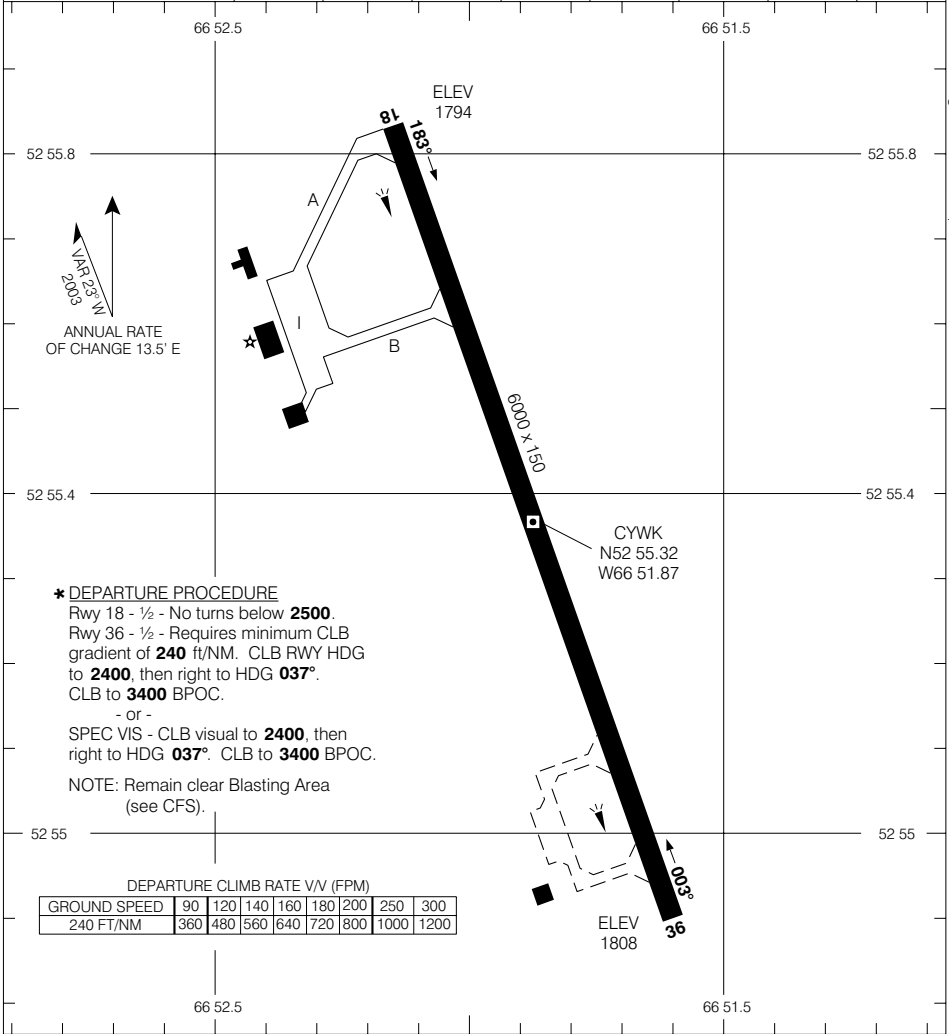 66 52.5
66 51.5
ELEV
1794
18
183°
52 55.8
52 55.8
A
VAR 23° W
2003
ANNUAL RATE
OF CHANGE 13.5' E
I
B
6000 x 150
52 55.4
52 55.4
CYWK
N52 55.32
W66 51.87
* DEPARTURE PROCEDURE
Rwy 18 - ½ - No turns below 2500.
Rwy 36 - ½ - Requires minimum CLB
gradient of 240 ft/NM. CLB RWY HDG
to 2400, then right to HDG 037°.
CLB to 3400 BPOC.
- or -
SPEC VIS - CLB visual to 2400, then
right to HDG 037°. CLB to 3400 BPOC.
NOTE: Remain clear Blasting Area
(see CFS).
52 55
52 55
003°
36
ELEV
1808
DEPARTURE CLIMB RATE V/V (FPM)
GROUND SPEED 90 120 140 160 180 200 250 300
240 FT/NM 360 480 560 640 720 800 1000 1200
66 52.5
66 51.5